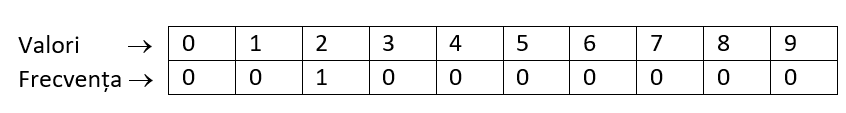 Valori → 0 1 2 3 4 5 6 7 8 9
Frecvența → 0 0 1 0 0 0 0 0 0 0